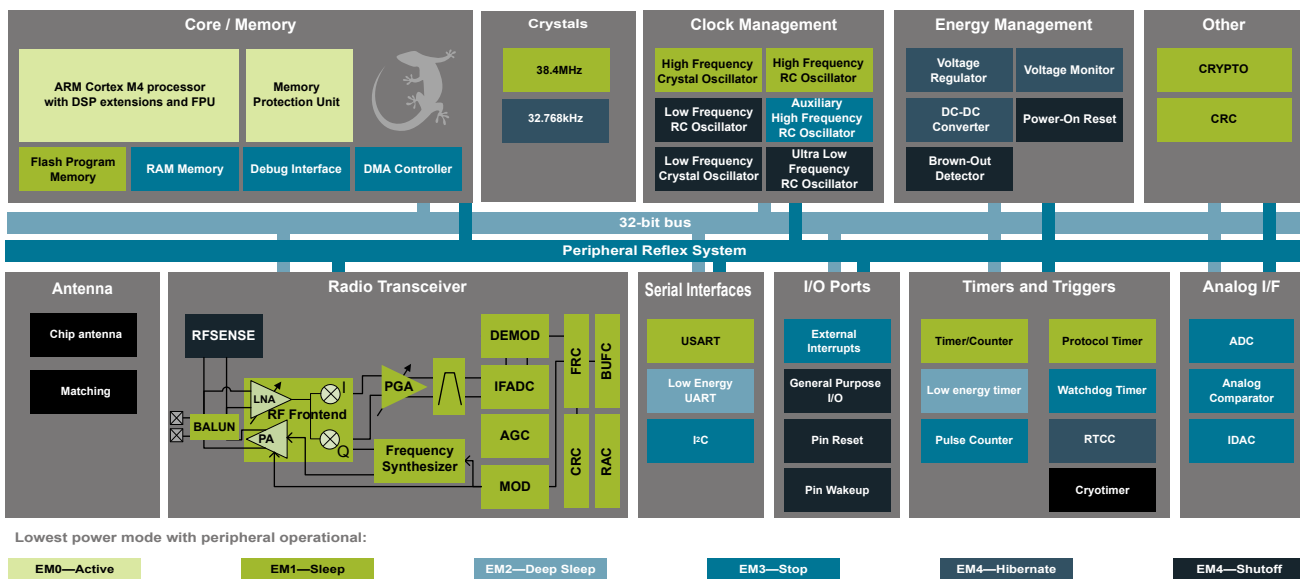 Core / Memory
ARM Cortex M4 processor
with DSP extensions and FPU
Memory
Protection Unit
Flash Program
Memory
RAM Memory
Debug Interface
DMA Controller
Crystals
38.4MHz
32.768kHz
Clock Management
High Frequency
Crystal Oscillator
High Frequency
RC Oscillator
Low Frequency
RC Oscillator
Auxiliary
High Frequency
RC Oscillator
Low Frequency
Crystal Oscillator
Ultra Low
Frequency
RC Oscillator
Energy Management
Voltage
Regulator
Voltage Monitor
DC-DC
Converter
Power-On Reset
Brown-Out
Detector
Other
CRYPTO
CRC
32-bit bus
Peripheral Reflex System
Antenna
Chip antenna
Matching
Radio Transceiver
RFSENSE
BALUN
LNA
RF Frontend
PA
I
Q
PGA
Frequency
Synthesizer
DEMOD
IFADC
AGC
MOD
FRC
BUFC
CRC
RAC
Serial Interfaces
USART
Low Energy
UART
I²C
I/O Ports
External
Interrupts
General Purpose
I/O
Pin Reset
Pin Wakeup
Timers and Triggers
Timer/Counter
Protocol Timer
Low energy timer
Watchdog Timer
Pulse Counter
RTCC
Cryotimer
Analog I/F
ADC
Analog
Comparator
IDAC
Lowest power mode with peripheral operational:
EM0—Active
EM1—Sleep
EM2—Deep Sleep
EM3—Stop
EM4—Hibernate
EM4—Shutoff